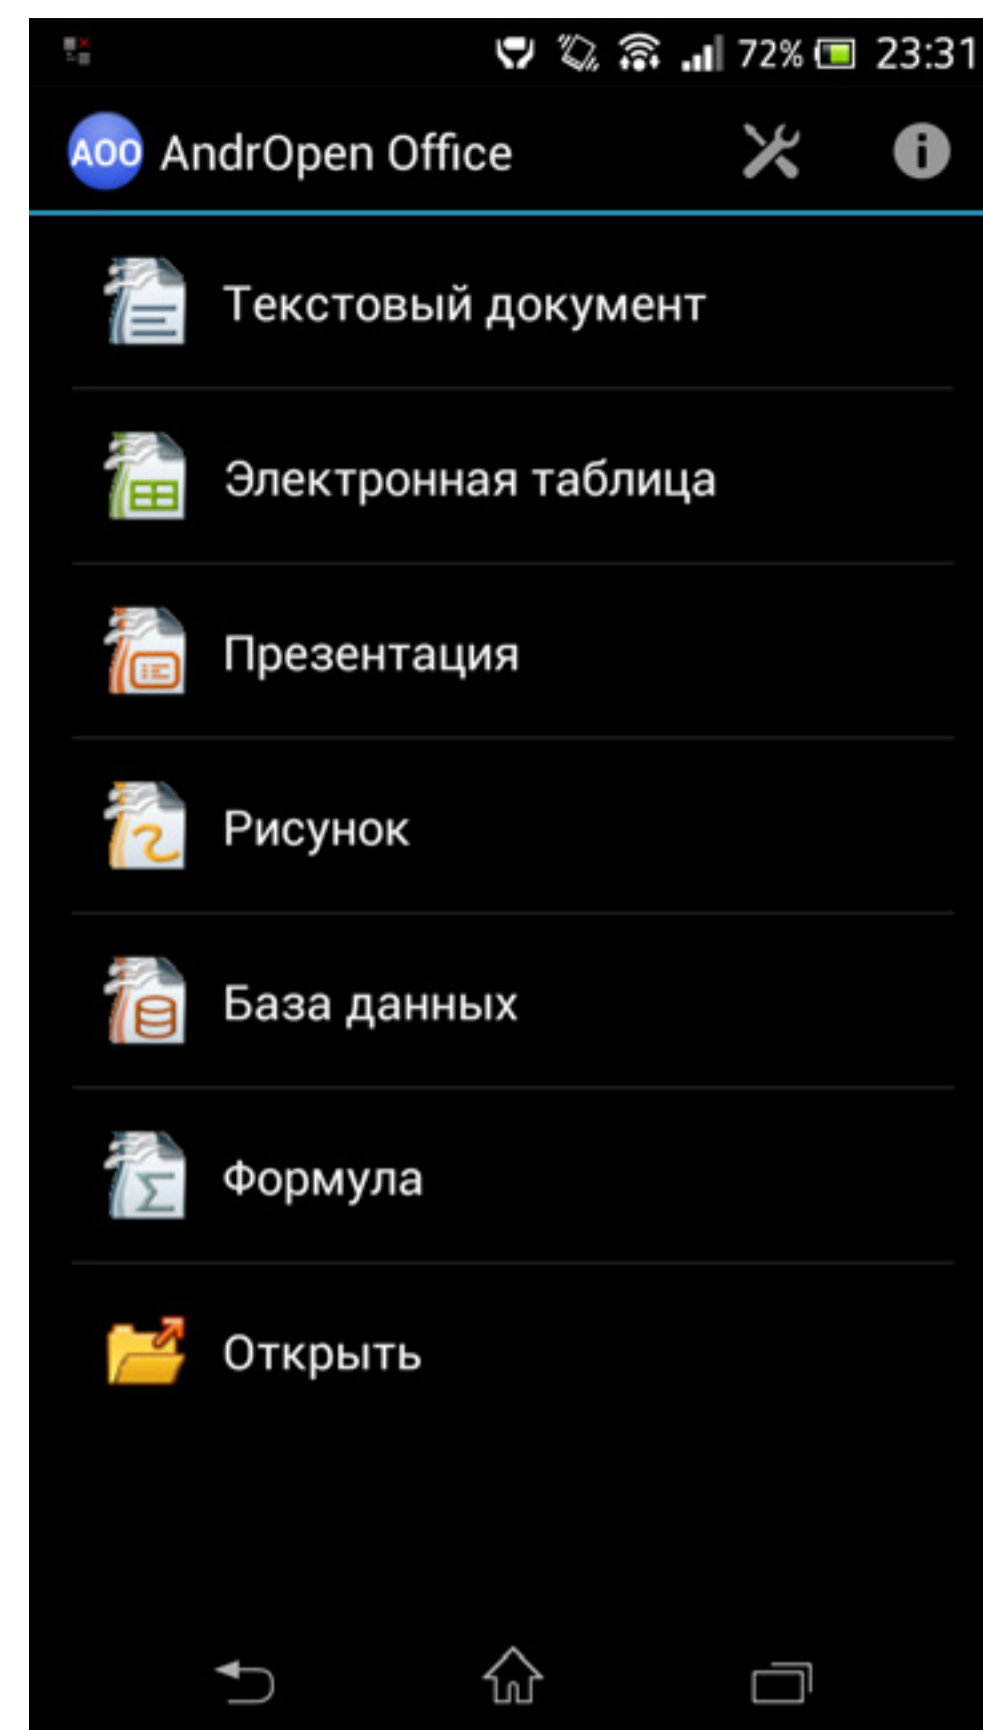 72% 23:31
AOO AndrOpen Office
Текстовый документ
Электронная таблица
Презентация
Рисунок
База данных
Формула
Открыть